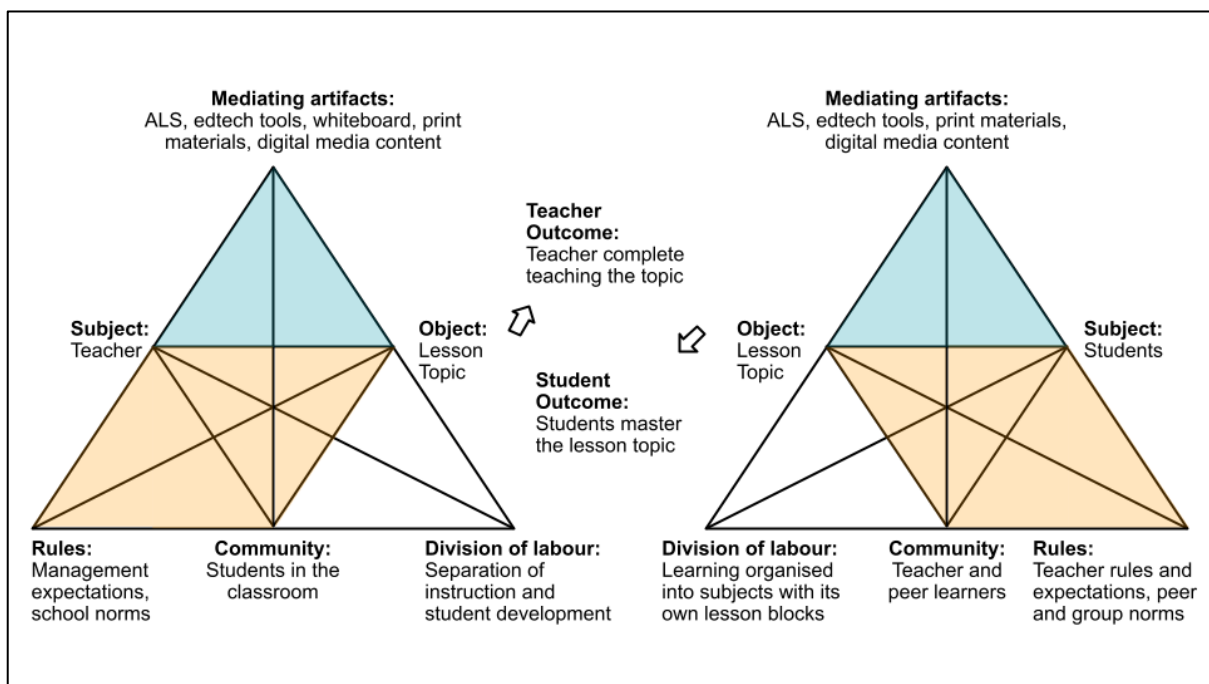 Mediating artifacts:
ALS, edtech tools, whiteboard, print
materials, digital media content
Mediating artifacts:
ALS, edtech tools, print materials,
digital media content
Teacher
Outcome:
Teacher complete
teaching the topic
Subject:
Teacher
Object:
Lesson
Topic
Object:
Lesson
Topic
Subject:
Students
Student
Outcome:
Students master
the lesson topic
Rules:
Management
expectations,
school norms
Community:
Students in the
classroom
Division of labour:
Separation of
instruction and
student development
Division of labour:
Learning organised
into subjects with its
own lesson blocks
Community:
Teacher and
peer learners
Rules:
Teacher rules and
expectations, peer
and group norms